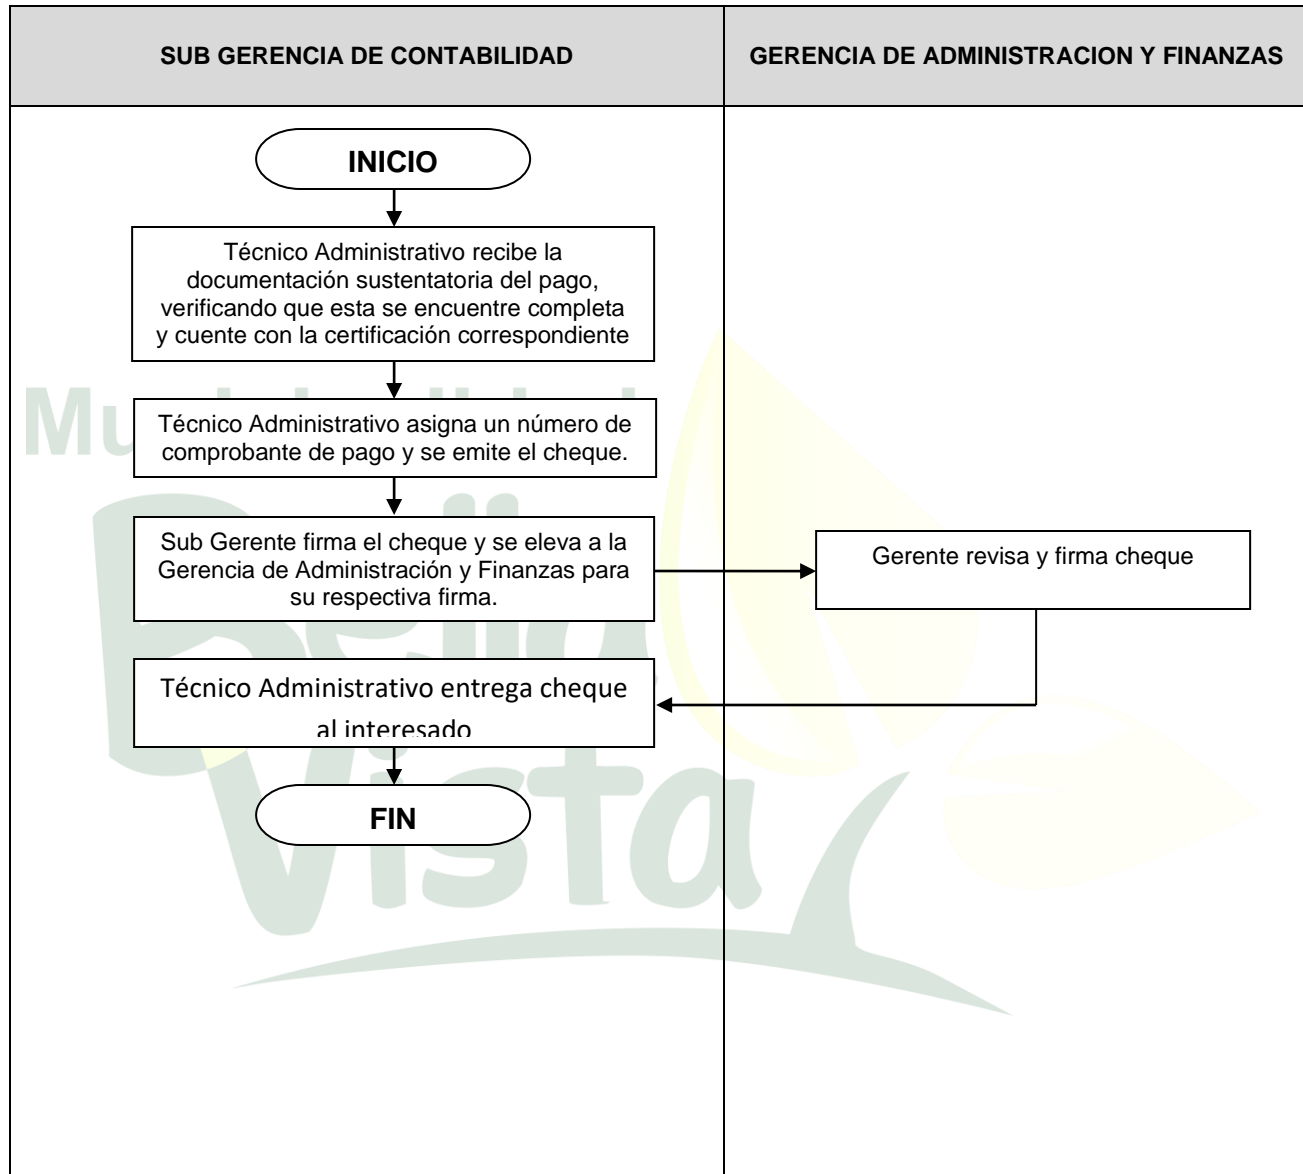 SUB GERENCIA DE CONTABILIDAD
GERENCIA DE ADMINISTRACION Y FINANZAS
INICIO
Técnico Administrativo recibe la
documentación sustentatoria del pago,
verificando que esta se encuentre completa
y cuente con la certificación correspondiente
Técnico Administrativo asigna un número de
comprobante de pago y se emite el cheque.
Sub Gerente firma el cheque y se eleva a la
Gerencia de Administración y Finanzas para
su respectiva firma.
Gerente revisa y firma cheque
Técnico Administrativo entrega cheque
al interesado
FIN
Bella
Vista